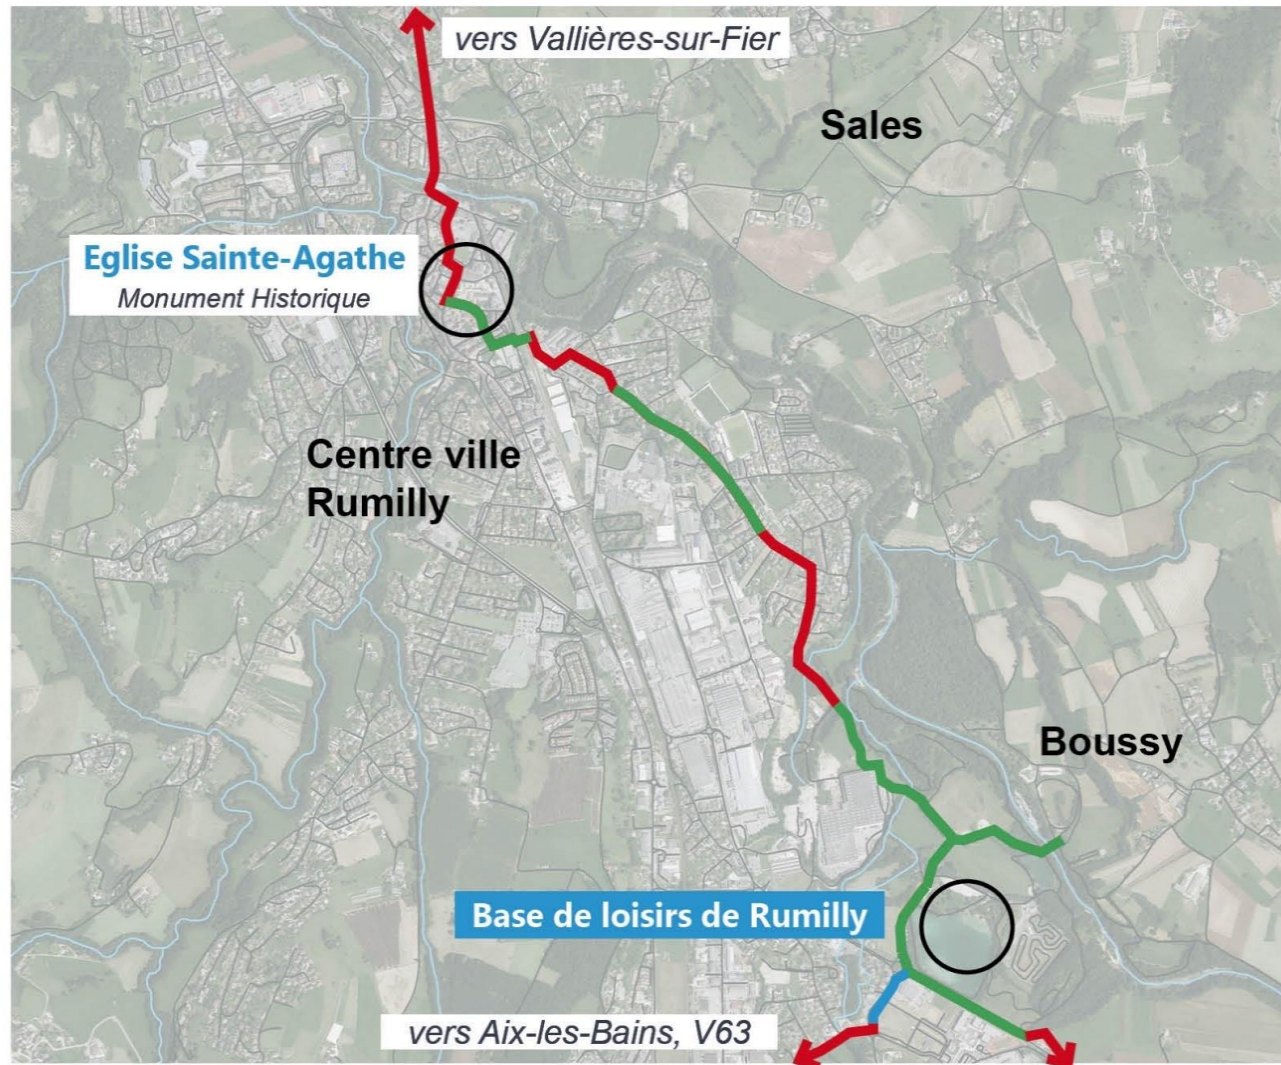 vers Vallières-sur-Fier
Sales
Eglise Sainte-Agathe
Monument Historique
Centre ville
Rumilly
Boussy
Base de loisirs de Rumilly
vers Aix-les-Bains, V63